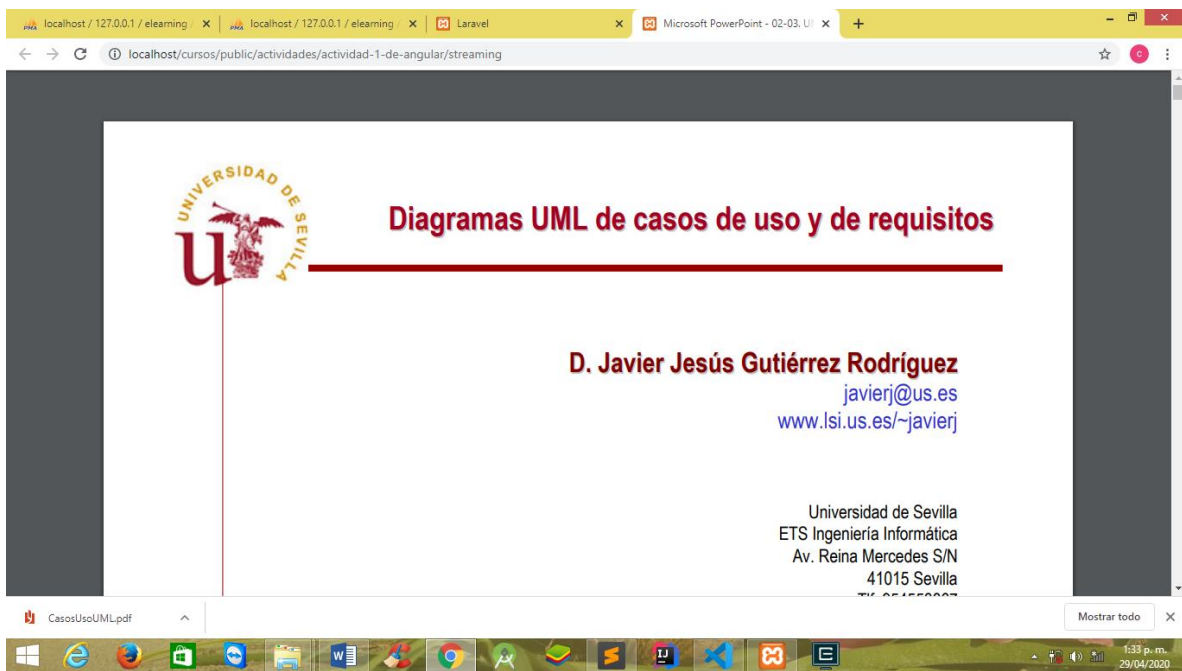 localhost / 127.0.0.1 / elearning /
localhost / 127.0.0.1 / elearning /
Laravel
Microsoft PowerPoint - 02-03. U
localhost/cursos/public/actividades/actividad-1-de-angular/streaming
C
UNIVERSIDAD DE SEVILLA
Diagramas UML de casos de uso y de requisitos
D. Javier Jesús Gutiérrez Rodríguez
javierj@us.es
www.lsi.us.es/~javierj
Universidad de Sevilla
ETS Ingeniería Informática
Av. Reina Mercedes S/N
41015 Sevilla
CasosUsoUML.pdf
Mostrar todo
1:33 p. m.
29/04/2020